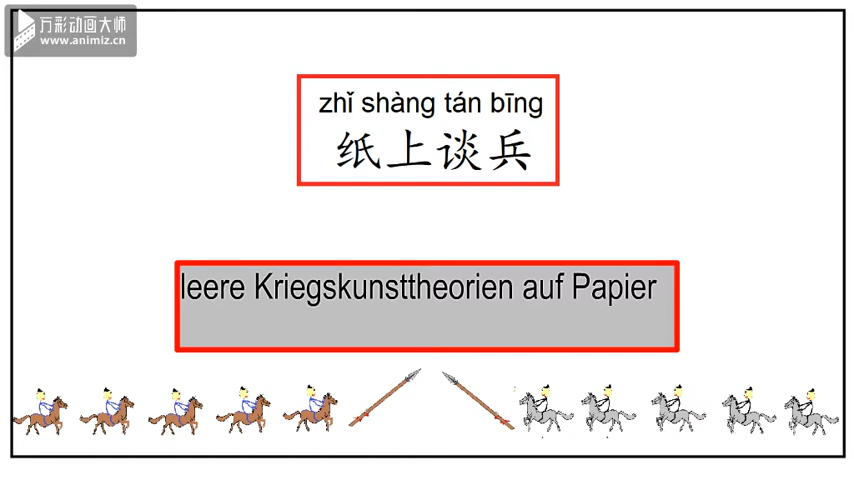 万彩动画大师
www.animiz.cn
zhǐ shàng tán bīng
纸上谈兵
leere Kriegskunsttheorien auf Papier